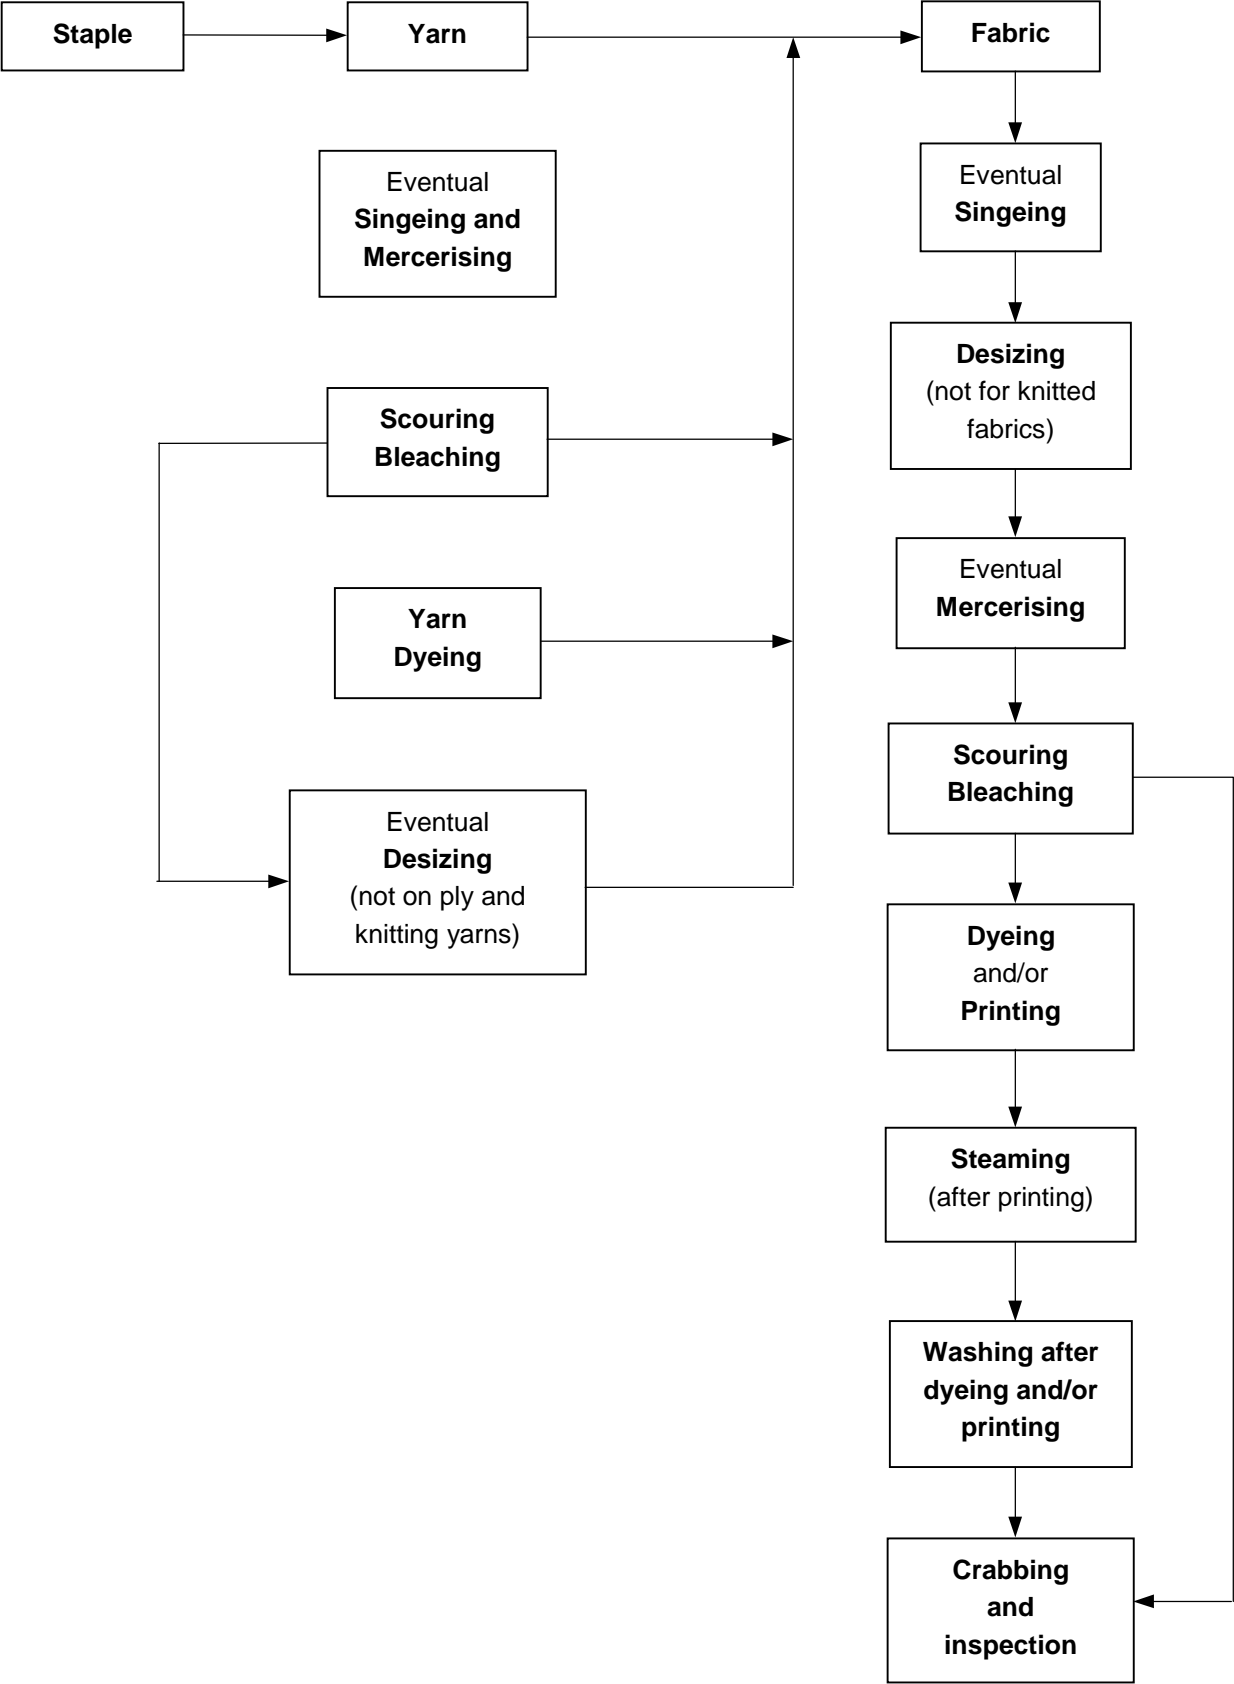 Staple
Yarn
Fabric
Eventual
Singeing and
Mercerising
Scouring
Bleaching
Yarn
Dyeing
Eventual
Desizing
(not on ply and
knitting yarns)
Eventual
Singeing
Desizing
(not for knitted
fabrics)
Eventual
Mercerising
Scouring
Bleaching
Dyeing
and/or
Printing
Steaming
(after printing)
Washing after
dyeing and/or
printing
Crabbing
and
inspection